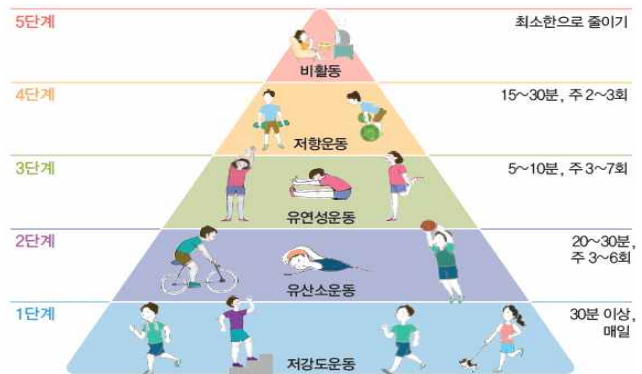 5단계
최소한으로 줄이기
비활동
4단계
15~30분, 주 2~3회
저항운동
3단계
5~10분, 주 3~7회
유연성운동
2단계
20~30분,
주 3~6회
유산소운동
1단계
30분 이상,
매일
저강도운동